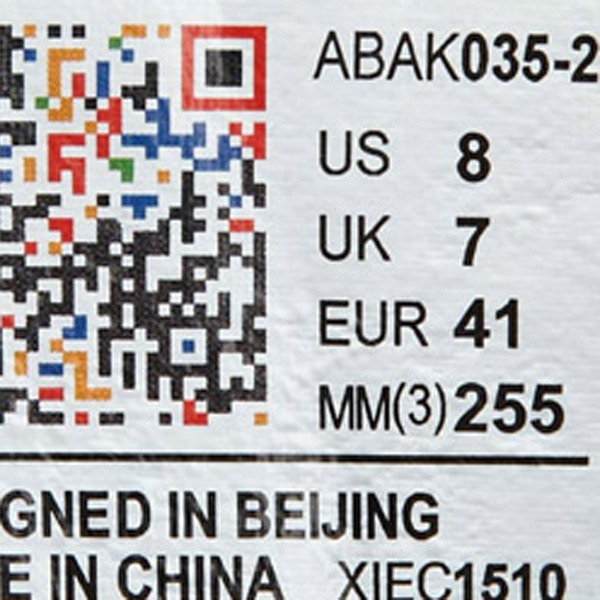 ABAK035-2
US 8
UK 7
EUR 41
MM(3) 255
GNED IN BEIJING
E IN CHINA XIEC1510